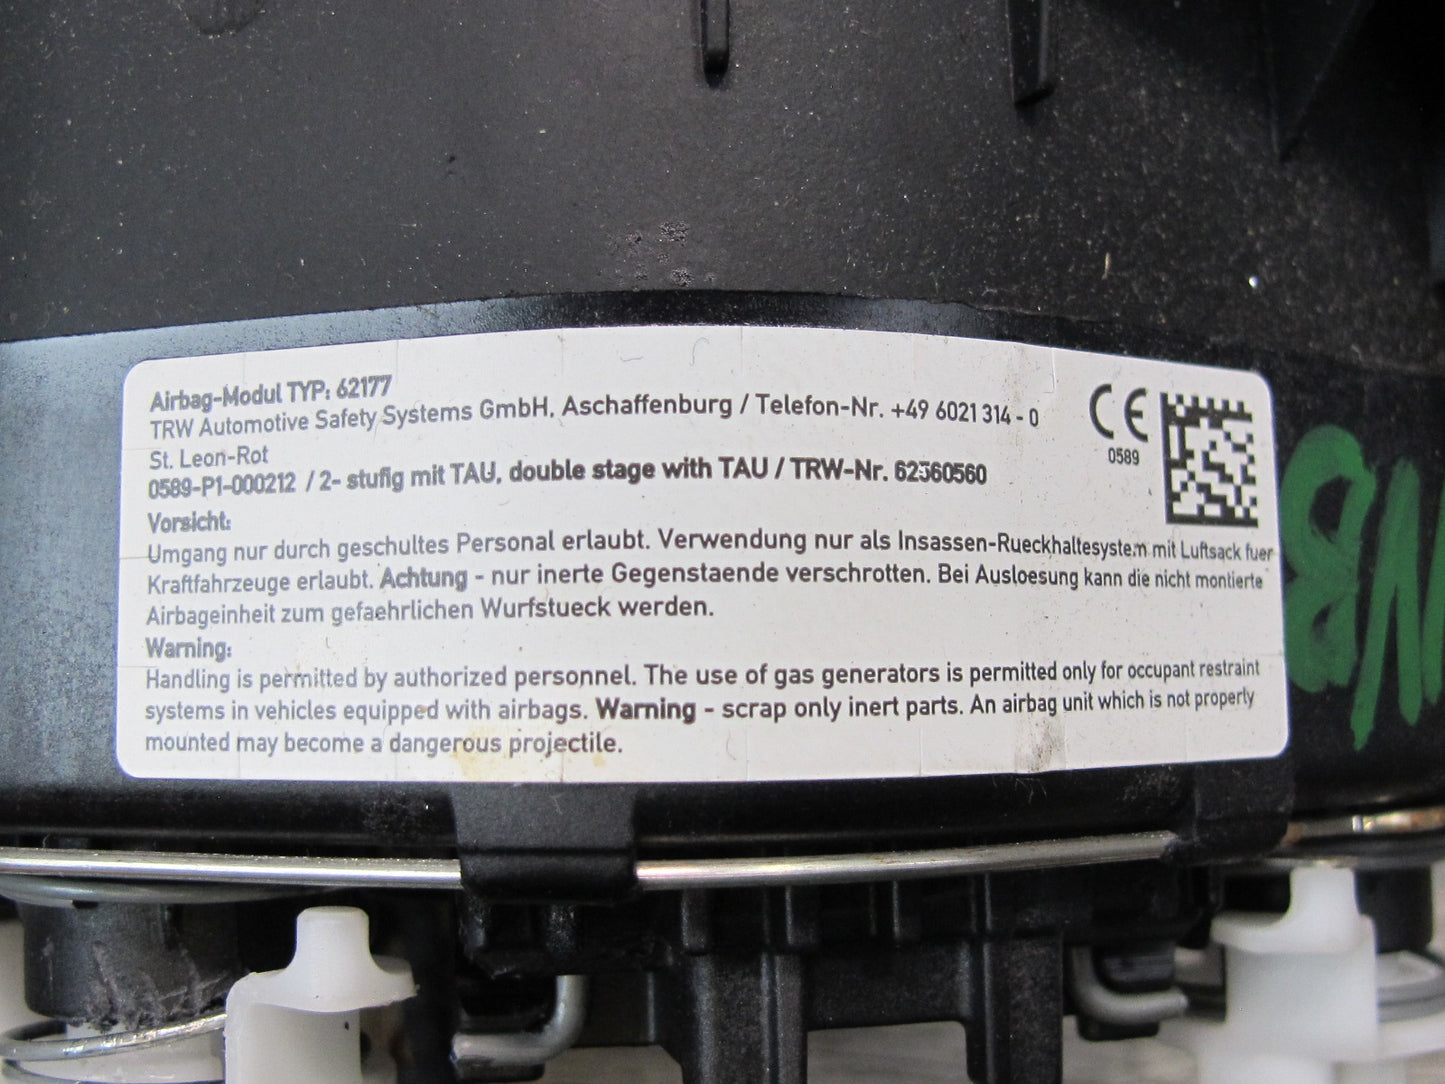 Airbag-Modul TYP: 62177
TRW Automotive Safety Systems GmbH, Aschaffenburg / Telefon-Nr. +49 6021 314 - 0
St. Leon-Rot
0589-P1-000212 / 2- stufig mit TAU, double stage with TAU / TRW-Nr. 62360560
CE
0589
Vorsicht:
Umgang nur durch geschultes Personal erlaubt. Verwendung nur als Insassen-Rueckhaltesystem mit Luftsack fuer
Kraftfahrzeuge erlaubt. Achtung - nur inerte Gegenstaende verschrotten. Bei Ausloesung kann die nicht montierte
Airbageinheit zum gefaehrlichen Wurfstueck werden.
Warning:
Handling is permitted by authorized personnel. The use of gas generators is permitted only for occupant restraint
systems in vehicles equipped with airbags. Warning - scrap only inert parts. An airbag unit which is not properly
mounted may become a dangerous projectile.